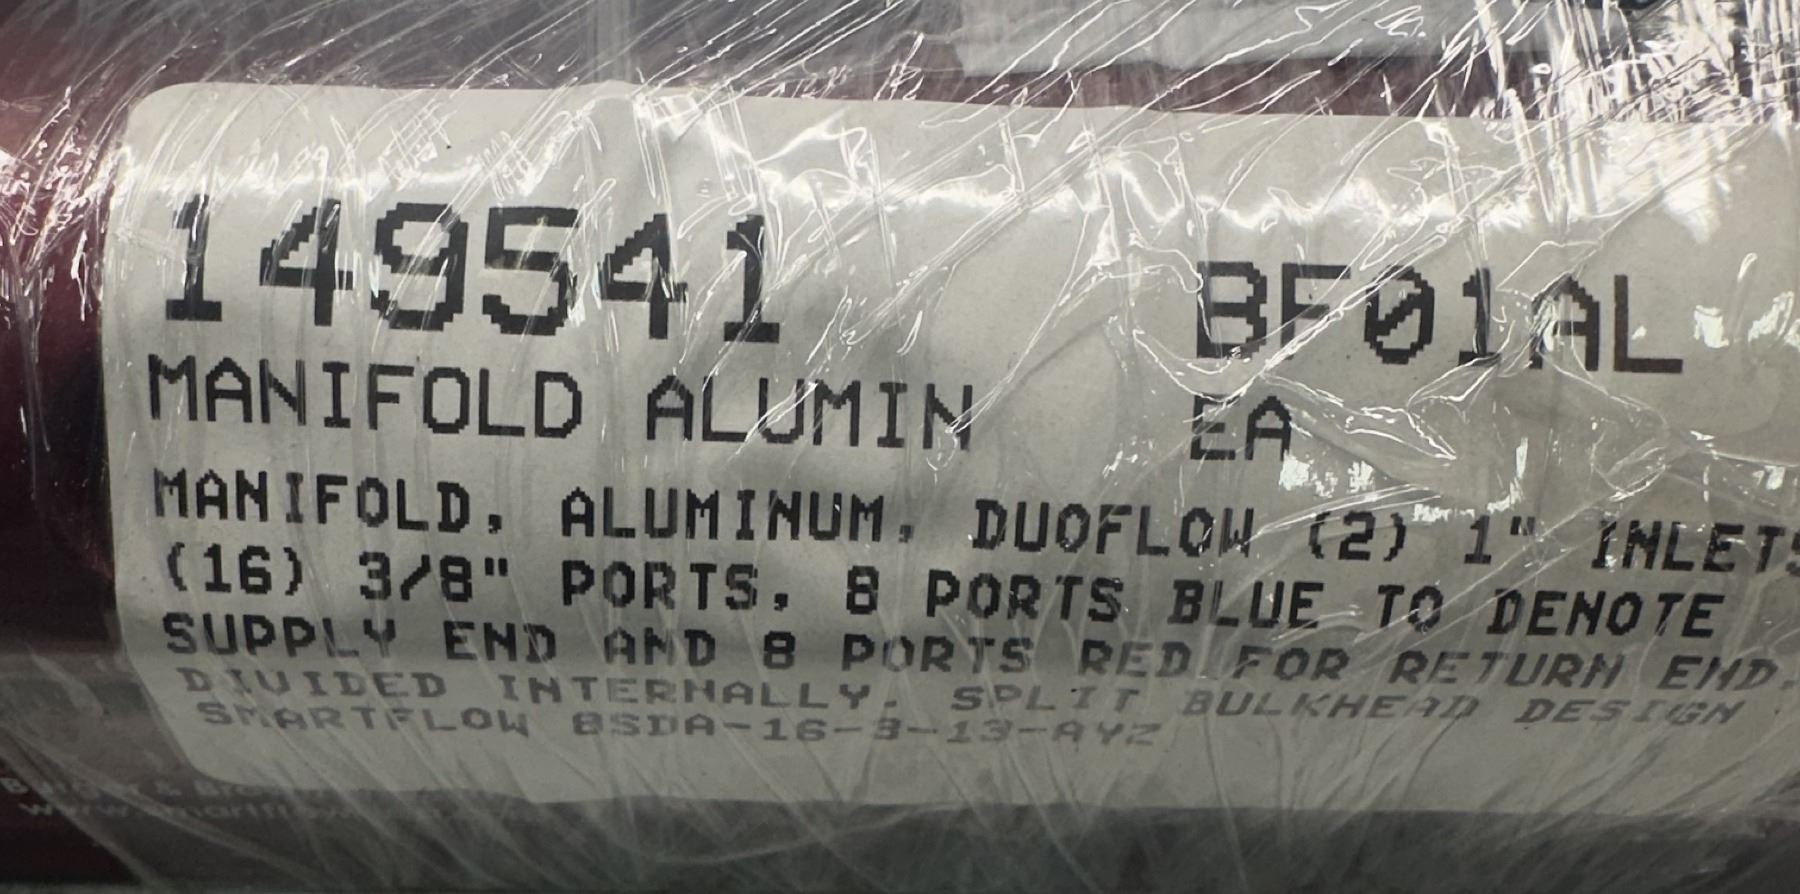 149541 BF01AL
MANIFOLD ALUMIN EA
MANIFOLD, ALUMINUM, DUOFLOW (2) 1" INLETS
(16) 3/8" PORTS, 8 PORTS BLUE TO DENOTE
SUPPLY END AND 8 PORTS RED FOR RETURN END.
DIVIDED INTERNALLY. SPLIT BULKHEAD DESIGN
SMARTFLOW 8SDA-16-3-13-AYZ